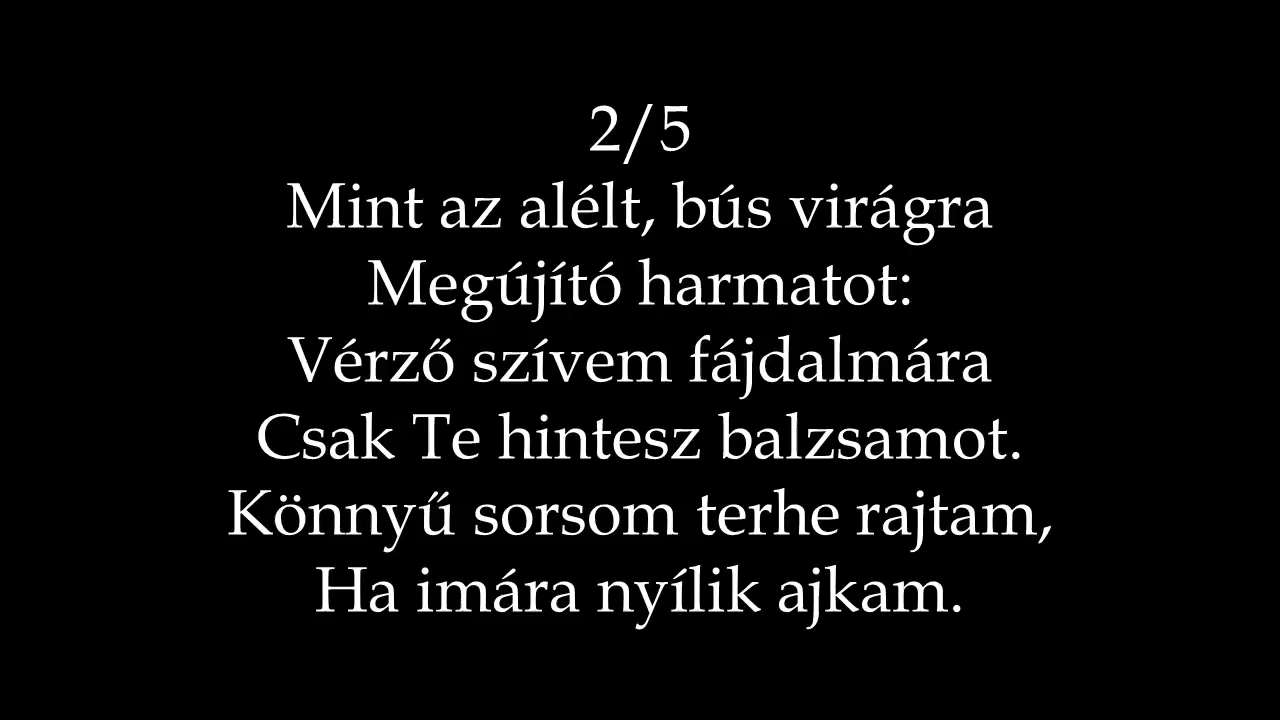 2/5
Mint az alélt, bús virágra
Megújító harmatot:
Vérző szívem fájdalmára
Csak Te hintesz balzsamot.
Könnyű sorsom terhe rajtam,
Ha imára nyílik ajkam.